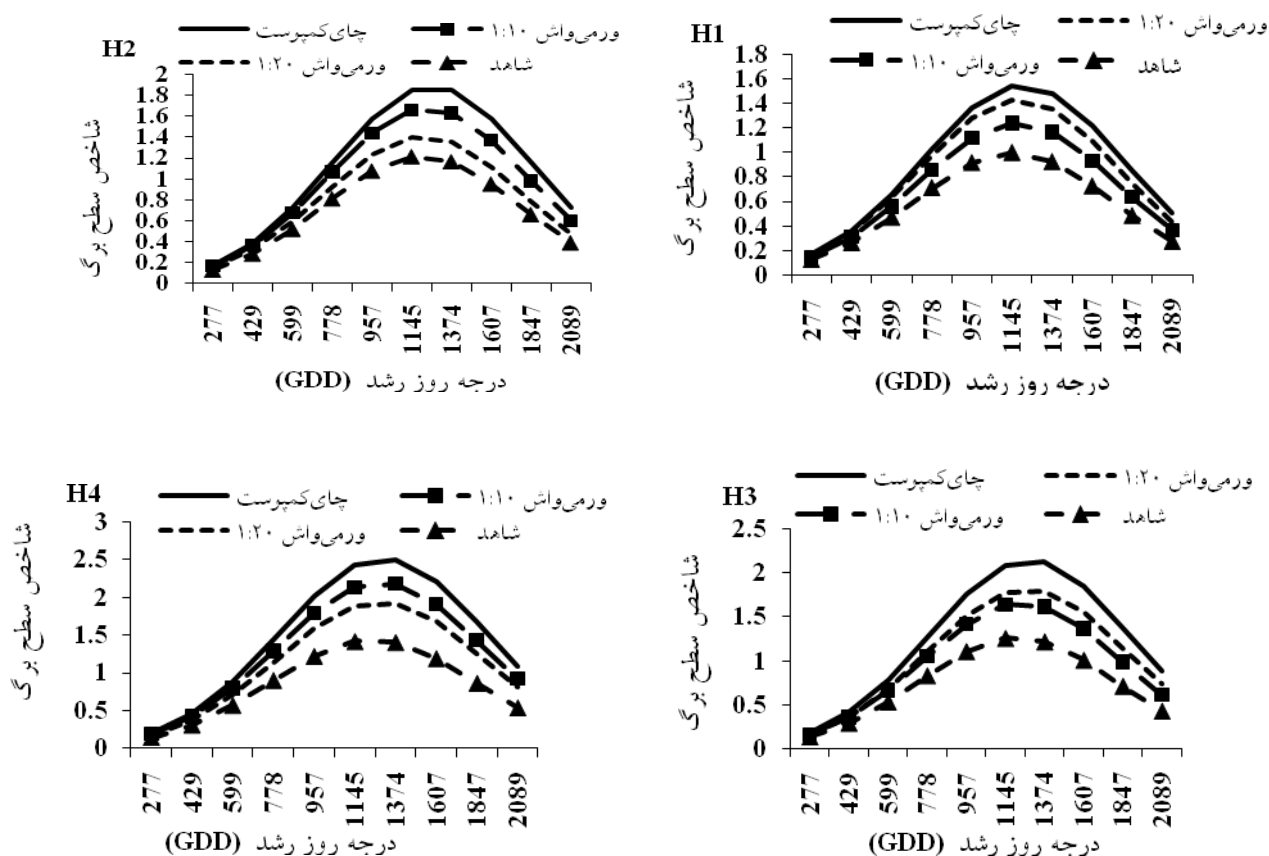 H2
چای‌کمپوست
ورمی‌واش ۱:۱۰
ورمی‌واش ۱:۲۰
شاهد
شاخص سطح برگ
2
1.8
1.6
1.4
1.2
1
0.8
0.6
0.4
0.2
0
277 429 599 778 957 1145 1374 1607 1847 2089
درجه روز رشد (GDD)
H1
چای‌کمپوست
ورمی‌واش ۱:۲۰
ورمی‌واش ۱:۱۰
شاهد
شاخص سطح برگ
1.8
1.6
1.4
1.2
1
0.8
0.6
0.4
0.2
0
277 429 599 778 957 1145 1374 1607 1847 2089
درجه روز رشد (GDD)
H4
چای‌کمپوست
ورمی‌واش ۱:۱۰
ورمی‌واش ۱:۲۰
شاهد
شاخص سطح برگ
3
2.5
2
1.5
1
0.5
0
277 429 599 778 957 1145 1374 1607 1847 2089
درجه روز رشد (GDD)
H3
چای‌کمپوست
ورمی‌واش ۱:۲۰
ورمی‌واش ۱:۱۰
شاهد
شاخص سطح برگ
2.5
2
1.5
1
0.5
0
277 429 599 778 957 1145 1374 1607 1847 2089
درجه روز رشد (GDD)